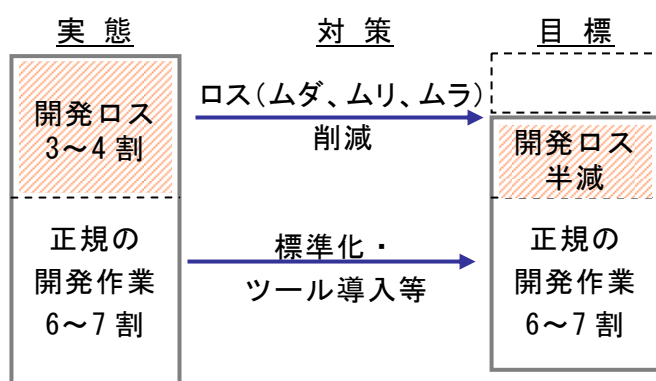 実 態
対 策
目 標
開発ロス
3～4 割
ロス（ムダ、ムリ、ムラ）
削減
開発ロス
半減
正規の
開発作業
6～7 割
標準化・
ツール導入等
正規の
開発作業
6～7 割